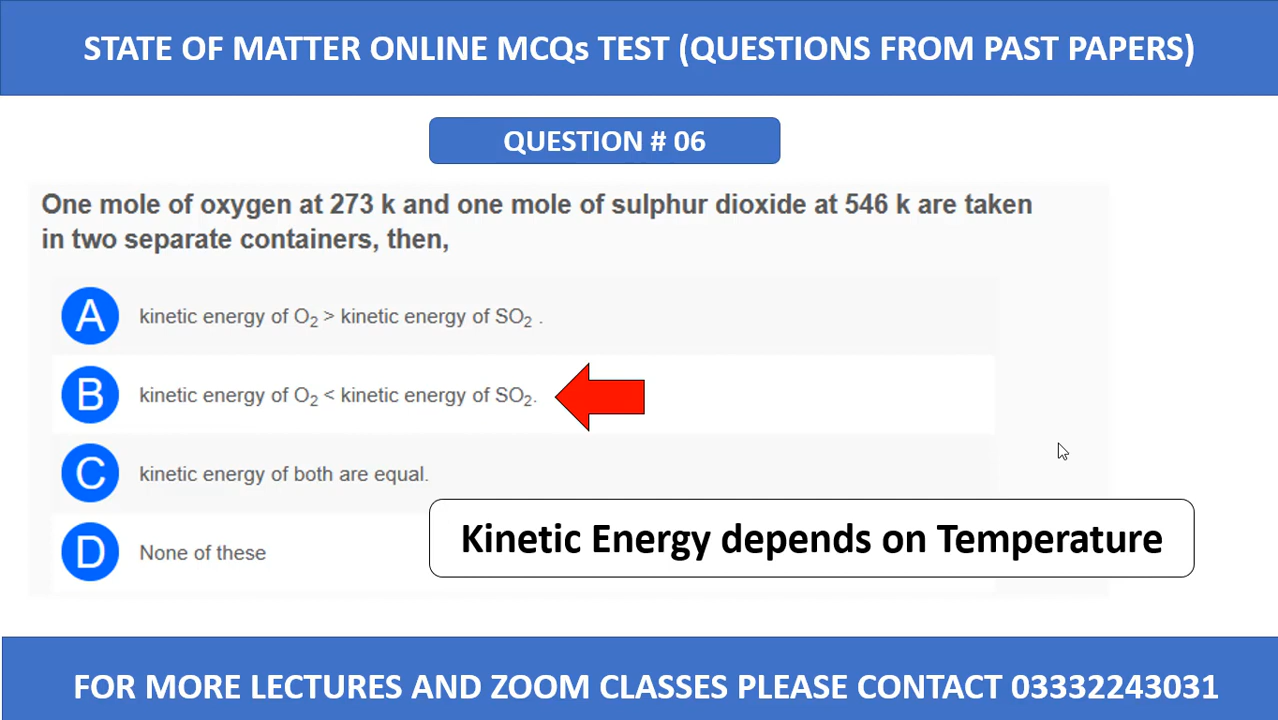 STATE OF MATTER ONLINE MCQs TEST (QUESTIONS FROM PAST PAPERS)
QUESTION # 06
One mole of oxygen at 273 k and one mole of sulphur dioxide at 546 k are taken
in two separate containers, then,
A kinetic energy of O₂ > kinetic energy of SO₂ .
B kinetic energy of O₂ < kinetic energy of SO₂.
C kinetic energy of both are equal.
D None of these
Kinetic Energy depends on Temperature
FOR MORE LECTURES AND ZOOM CLASSES PLEASE CONTACT 03332243031